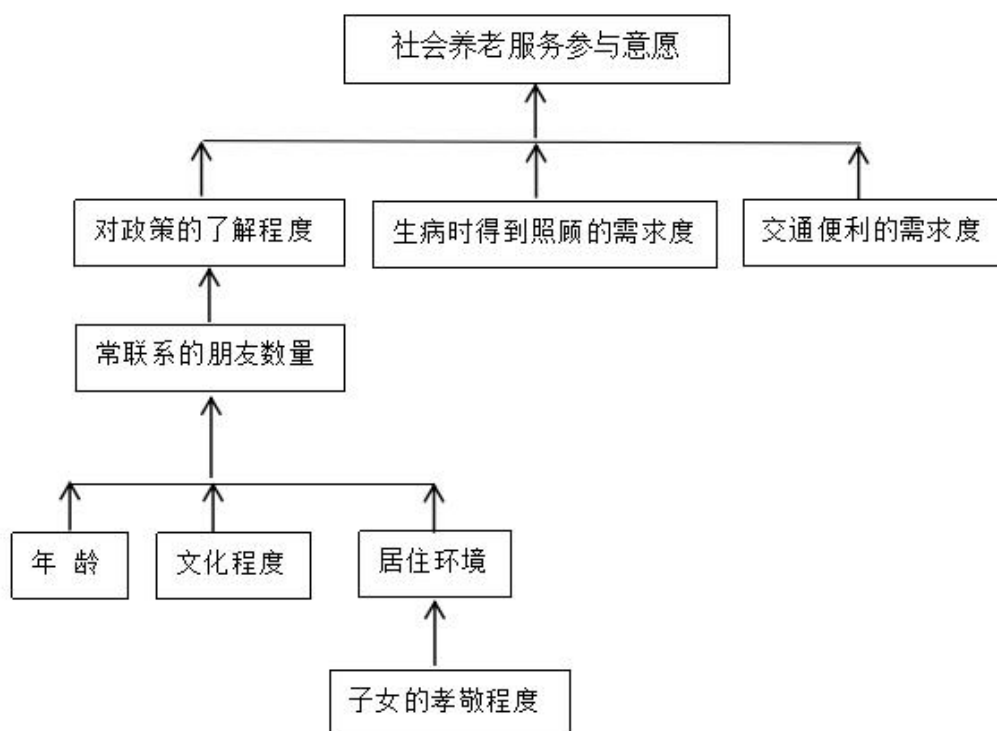 社会养老服务参与意愿
对政策的了解程度
生病时得到照顾的需求度
交通便利的需求度
常联系的朋友数量
年 龄
文化程度
居住环境
子女的孝敬程度